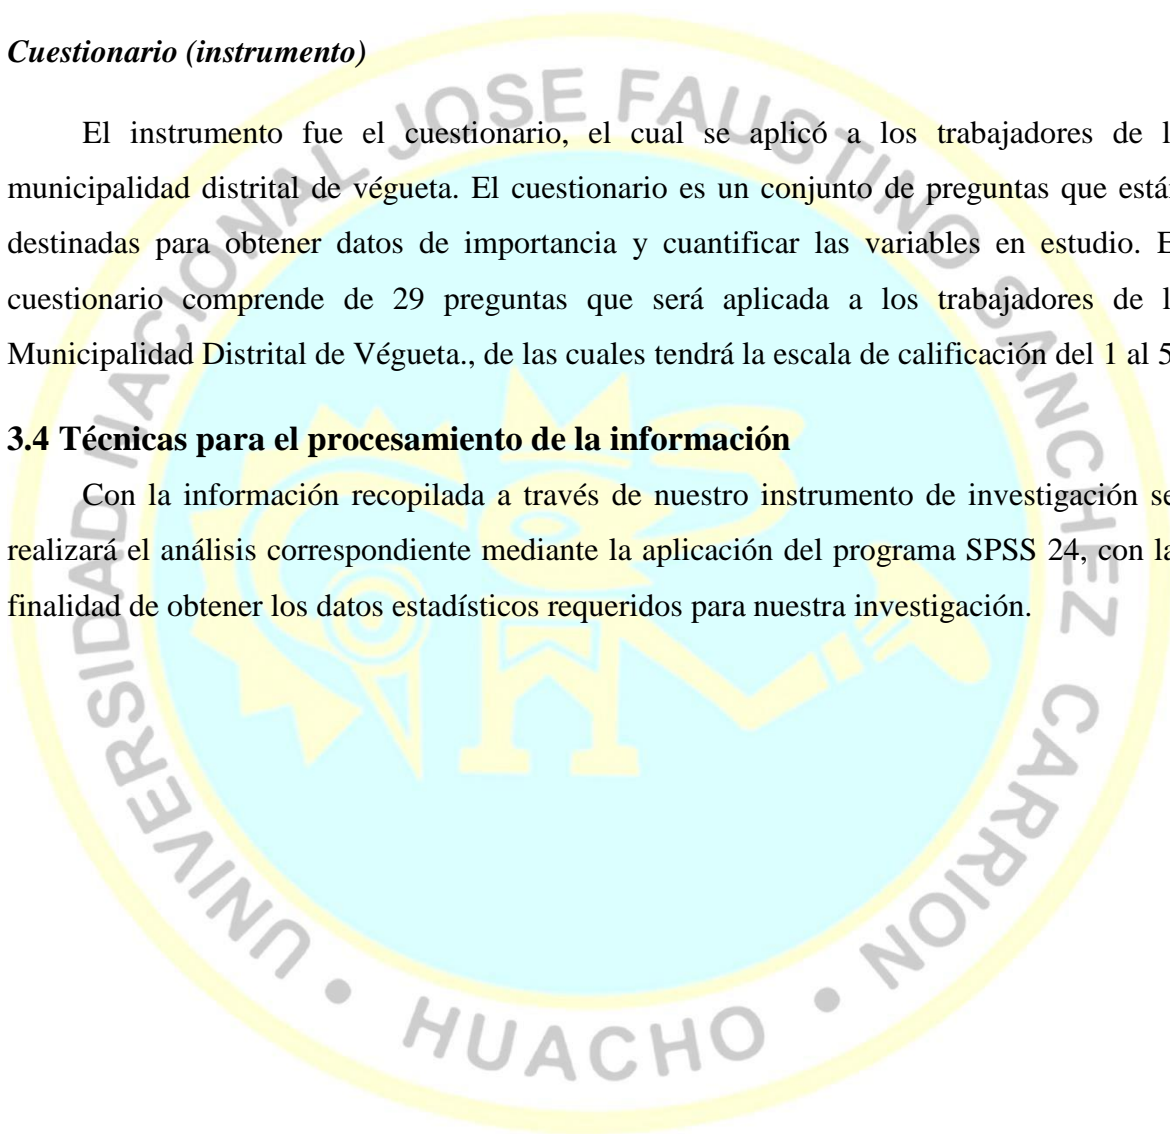 Cuestionario (instrumento)
El instrumento fue el cuestionario, el cual se aplicó a los trabajadores de l
municipalidad distrital de végueta. El cuestionario es un conjunto de preguntas que están
destinadas para obtener datos de importancia y cuantificar las variables en estudio. E
cuestionario comprende de 29 preguntas que será aplicada a los trabajadores de l
Municipalidad Distrital de Végueta., de las cuales tendrá la escala de calificación del 1 al 5
3.4 Técnicas para el procesamiento de la información
Con la información recopilada a través de nuestro instrumento de investigación se
realizará el análisis correspondiente mediante la aplicación del programa SPSS 24, con la
finalidad de obtener los datos estadísticos requeridos para nuestra investigación.
UNIVERSIDAD NACIONAL JOSE FAUSTINO SANCHEZ CARRION
• HUACHO •